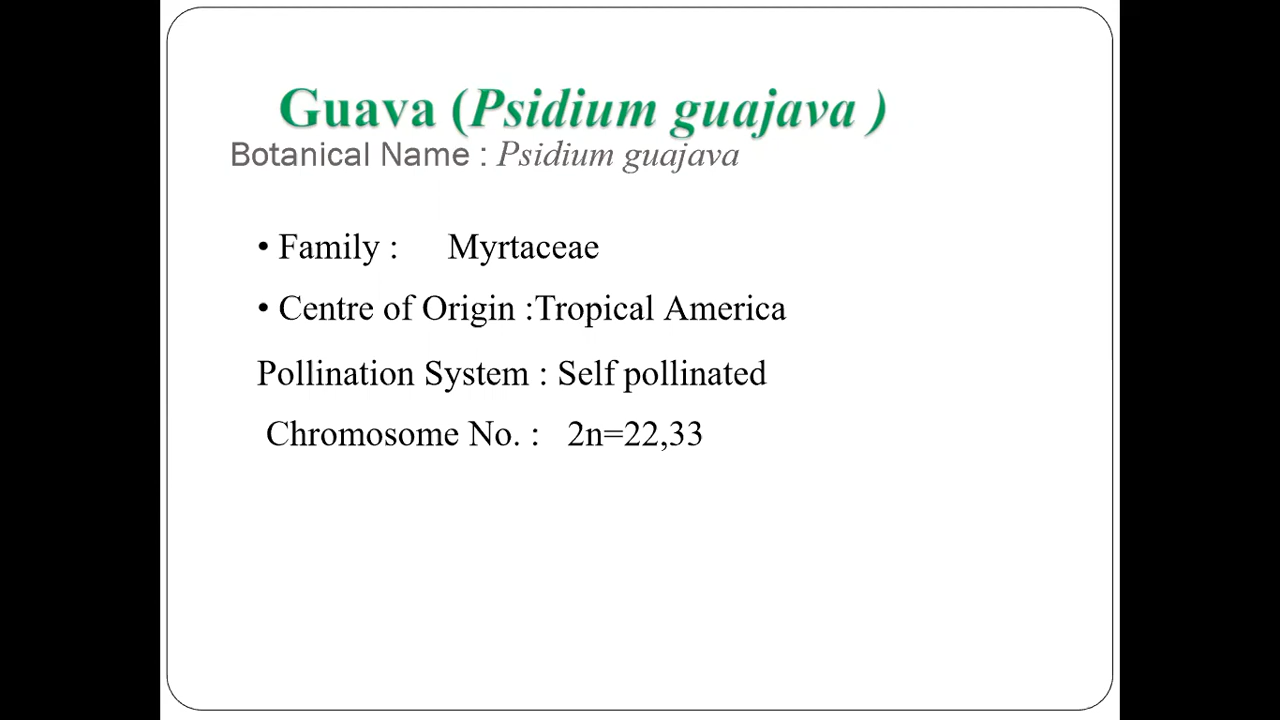 Guava (Psidium guajava )
Botanical Name : Psidium guajava
• Family : Myrtaceae
• Centre of Origin :Tropical America
Pollination System : Self pollinated
Chromosome No. : 2n=22,33